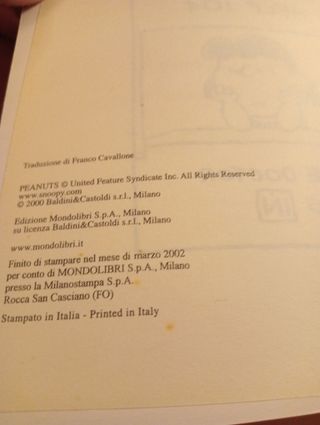 Traduzione di Franco Cavallone
PEANUTS © United Feature Syndicate Inc. All Rights Reserved
www.snoopy.com
© 2000 Baldini&Castoldi s.r.l., Milano
Edizione Mondolibri S.p.A., Milano
su licenza Baldini&Castoldi s.r.l., Milano
www.mondolibri.it
Finito di stampare nel mese di marzo 2002
per conto di MONDOLIBRI S.p.A., Milano
presso la Milanostampa S.p.A.
Rocca San Casciano (FO)
Stampato in Italia - Printed in Italy